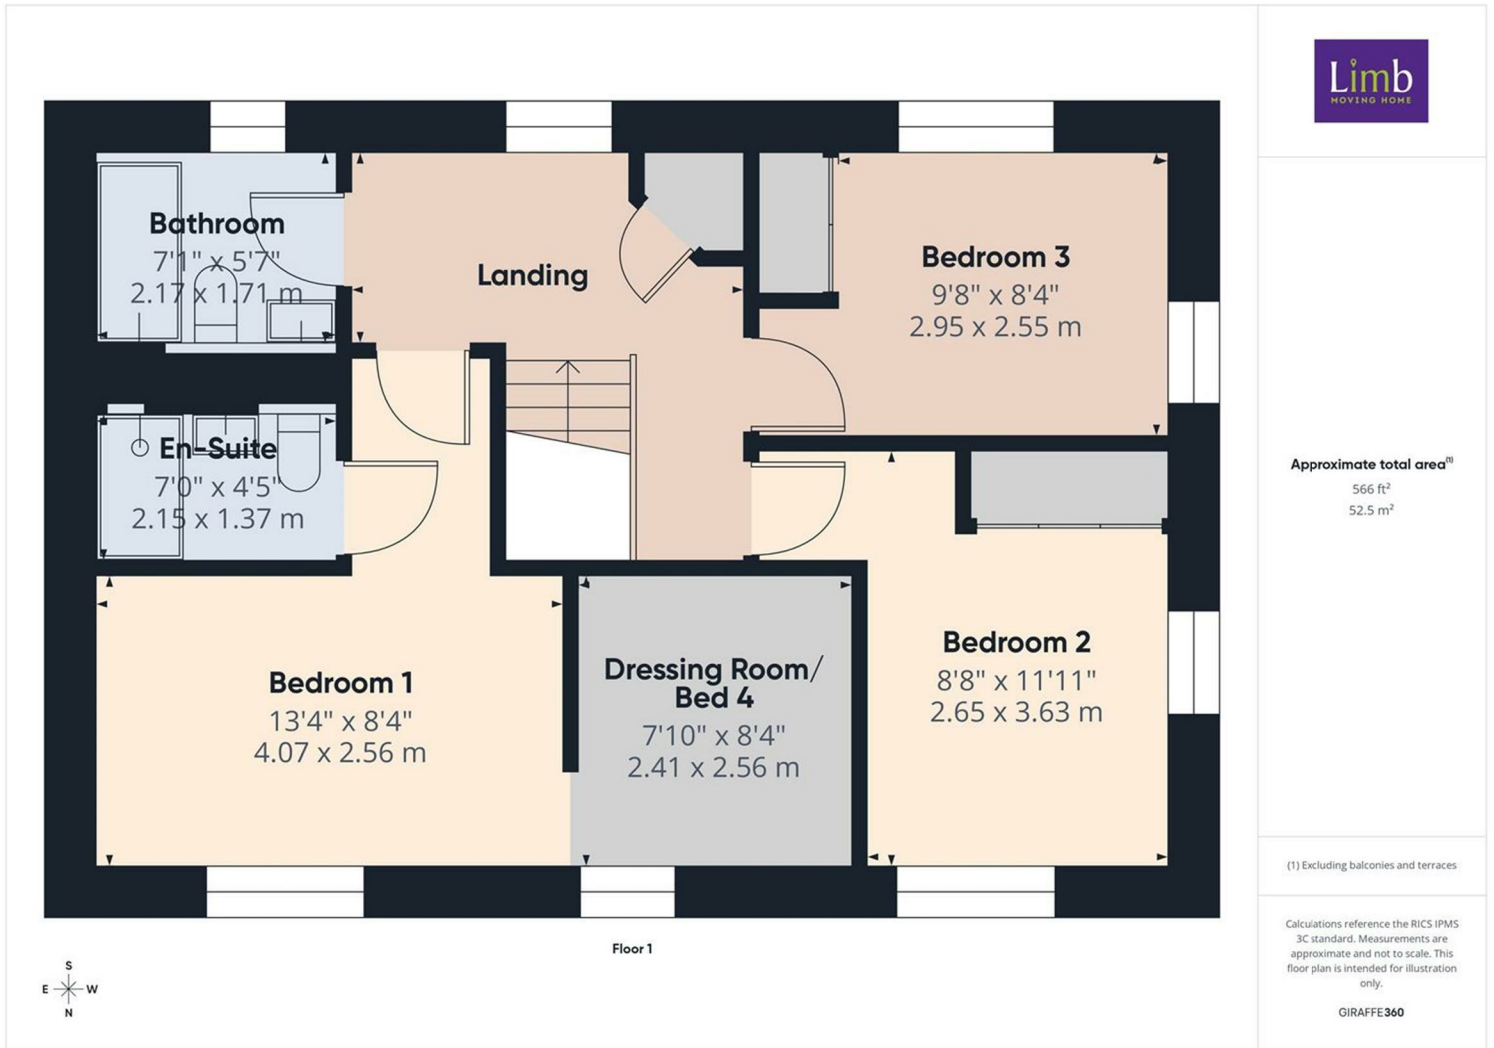 Limb
MOVING HOME
Bathroom
7'1" x 5'7"
2.17 x 1.71 m
Landing
Bedroom 3
9'8" x 8'4"
2.95 x 2.55 m
En-Suite
7'0" x 4'5"
2.15 x 1.37 m
Approximate total area⁽¹⁾
566 ft²
52.5 m²
Bedroom 1
13'4" x 8'4"
4.07 x 2.56 m
Dressing Room/
Bed 4
7'10" x 8'4"
2.41 x 2.56 m
Bedroom 2
8'8" x 11'11"
2.65 x 3.63 m
Floor 1
S
E W
N
(1) Excluding balconies and terraces
Calculations reference the RICS IPMS
3C standard. Measurements are
approximate and not to scale. This
floor plan is intended for illustration
only.
GIRAFFE360